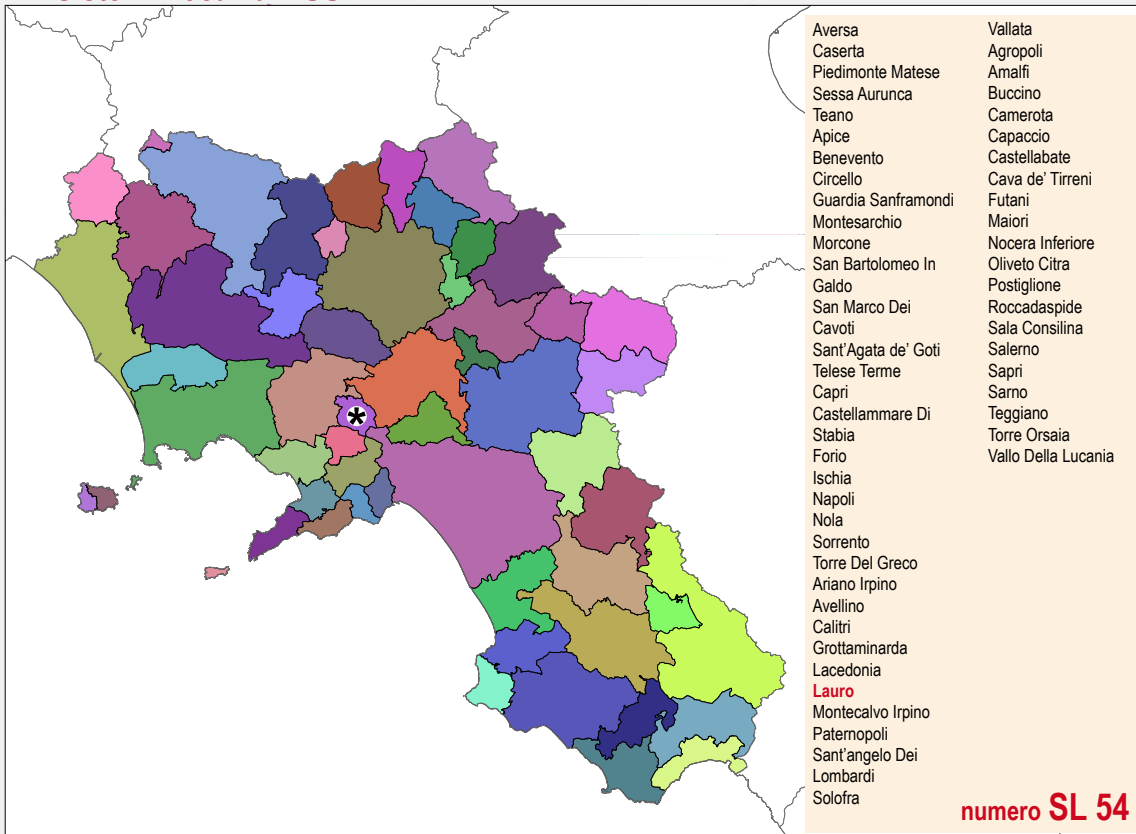 Aversa
Caserta
Piedimonte Matese
Sessa Aurunca
Teano
Apice
Benevento
Circello
Guardia Sanframondi
Montesarchio
Morcone
San Bartolomeo In
Galdo
San Marco Dei
Cavoti
Sant'Agata de' Goti
Telese Terme
Capri
Castellammare Di
Stabia
Forio
Ischia
Napoli
Nola
Sorrento
Torre Del Greco
Ariano Irpino
Avellino
Calitri
Grottaminarda
Lacedonia
Lauro
Montecalvo Irpino
Paternopoli
Sant'angelo Dei
Lombardi
Solofra
Vallata
Agropoli
Amalfi
Buccino
Camerota
Capaccio
Castellabate
Cava de' Tirreni
Futani
Maiori
Nocera Inferiore
Oliveto Citra
Postiglione
Roccadaspide
Sala Consilina
Salerno
Sapri
Sarno
Teggiano
Torre Orsaia
Vallo Della Lucania
*
numero SL 54